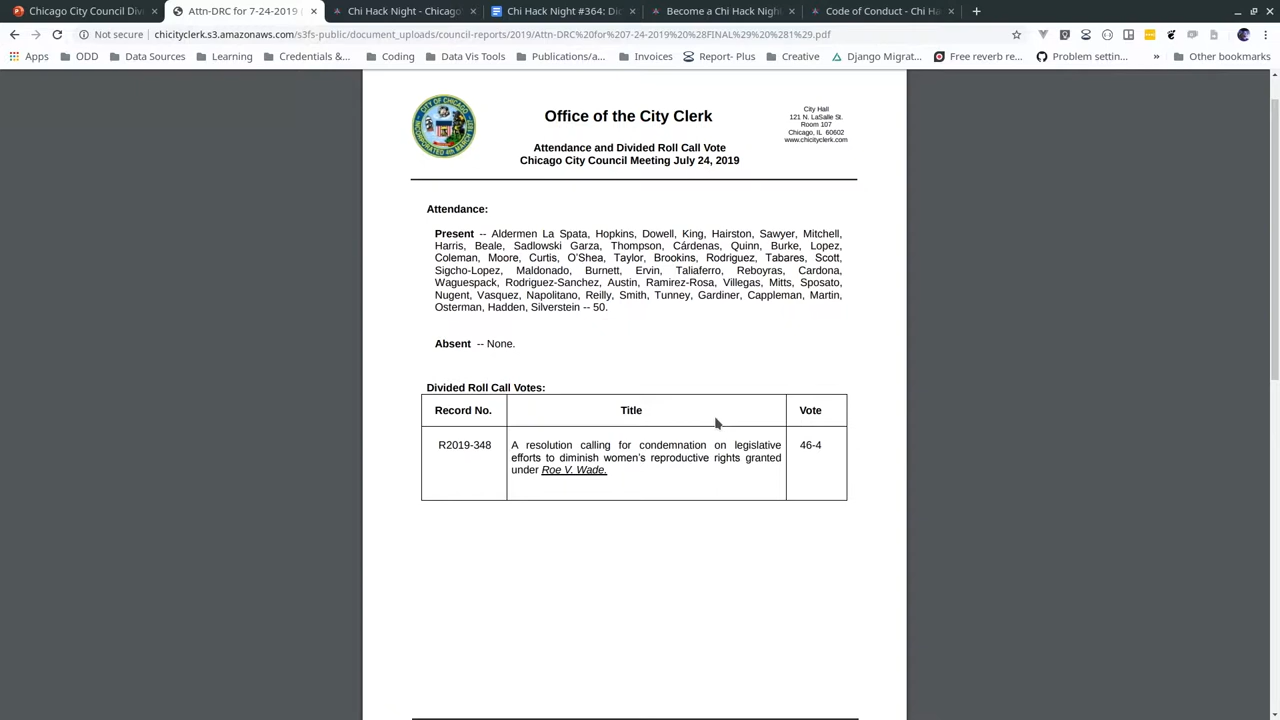 Chicago City Council Div
Attn-DRC for 7-24-2019
Chi Hack Night - Chicago'
Chi Hack Night #364: Dic
Become a Chi Hack Night
Code of Conduct - Chi Ha
Not secure | chicityclerk.s3.amazonaws.com/s3fs-public/document_uploads/council-reports/2019/Attn-DRC%20for%207-24-2019%20%28FINAL%29%20%281%29.pdf
Apps ODD Data Sources Learning Credentials &... Coding Data Vis Tools Publications/a... Invoices Report- Plus Creative Django Migrat... Free reverb re... Problem settin... » Other bookmarks
Office of the City Clerk
Attendance and Divided Roll Call Vote
Chicago City Council Meeting July 24, 2019
City Hall
121 N. LaSalle St.
Room 107
Chicago, IL 60602
www.chicityclerk.com
Attendance:
Present -- Aldermen La Spata, Hopkins, Dowell, King, Hairston, Sawyer, Mitchell,
Harris, Beale, Sadlowski Garza, Thompson, Cárdenas, Quinn, Burke, Lopez,
Coleman, Moore, Curtis, O'Shea, Taylor, Brookins, Rodriguez, Tabares, Scott,
Sigcho-Lopez, Maldonado, Burnett, Ervin, Taliaferro, Reboyras, Cardona,
Waguespack, Rodriguez-Sanchez, Austin, Ramirez-Rosa, Villegas, Mitts, Sposato,
Nugent, Vasquez, Napolitano, Reilly, Smith, Tunney, Gardiner, Cappleman, Martin,
Osterman, Hadden, Silverstein -- 50.
Absent -- None.
Divided Roll Call Votes:
Record No. Title Vote
R2019-348 A resolution calling for condemnation on legislative 46-4
efforts to diminish women's reproductive rights granted
under Roe V. Wade.